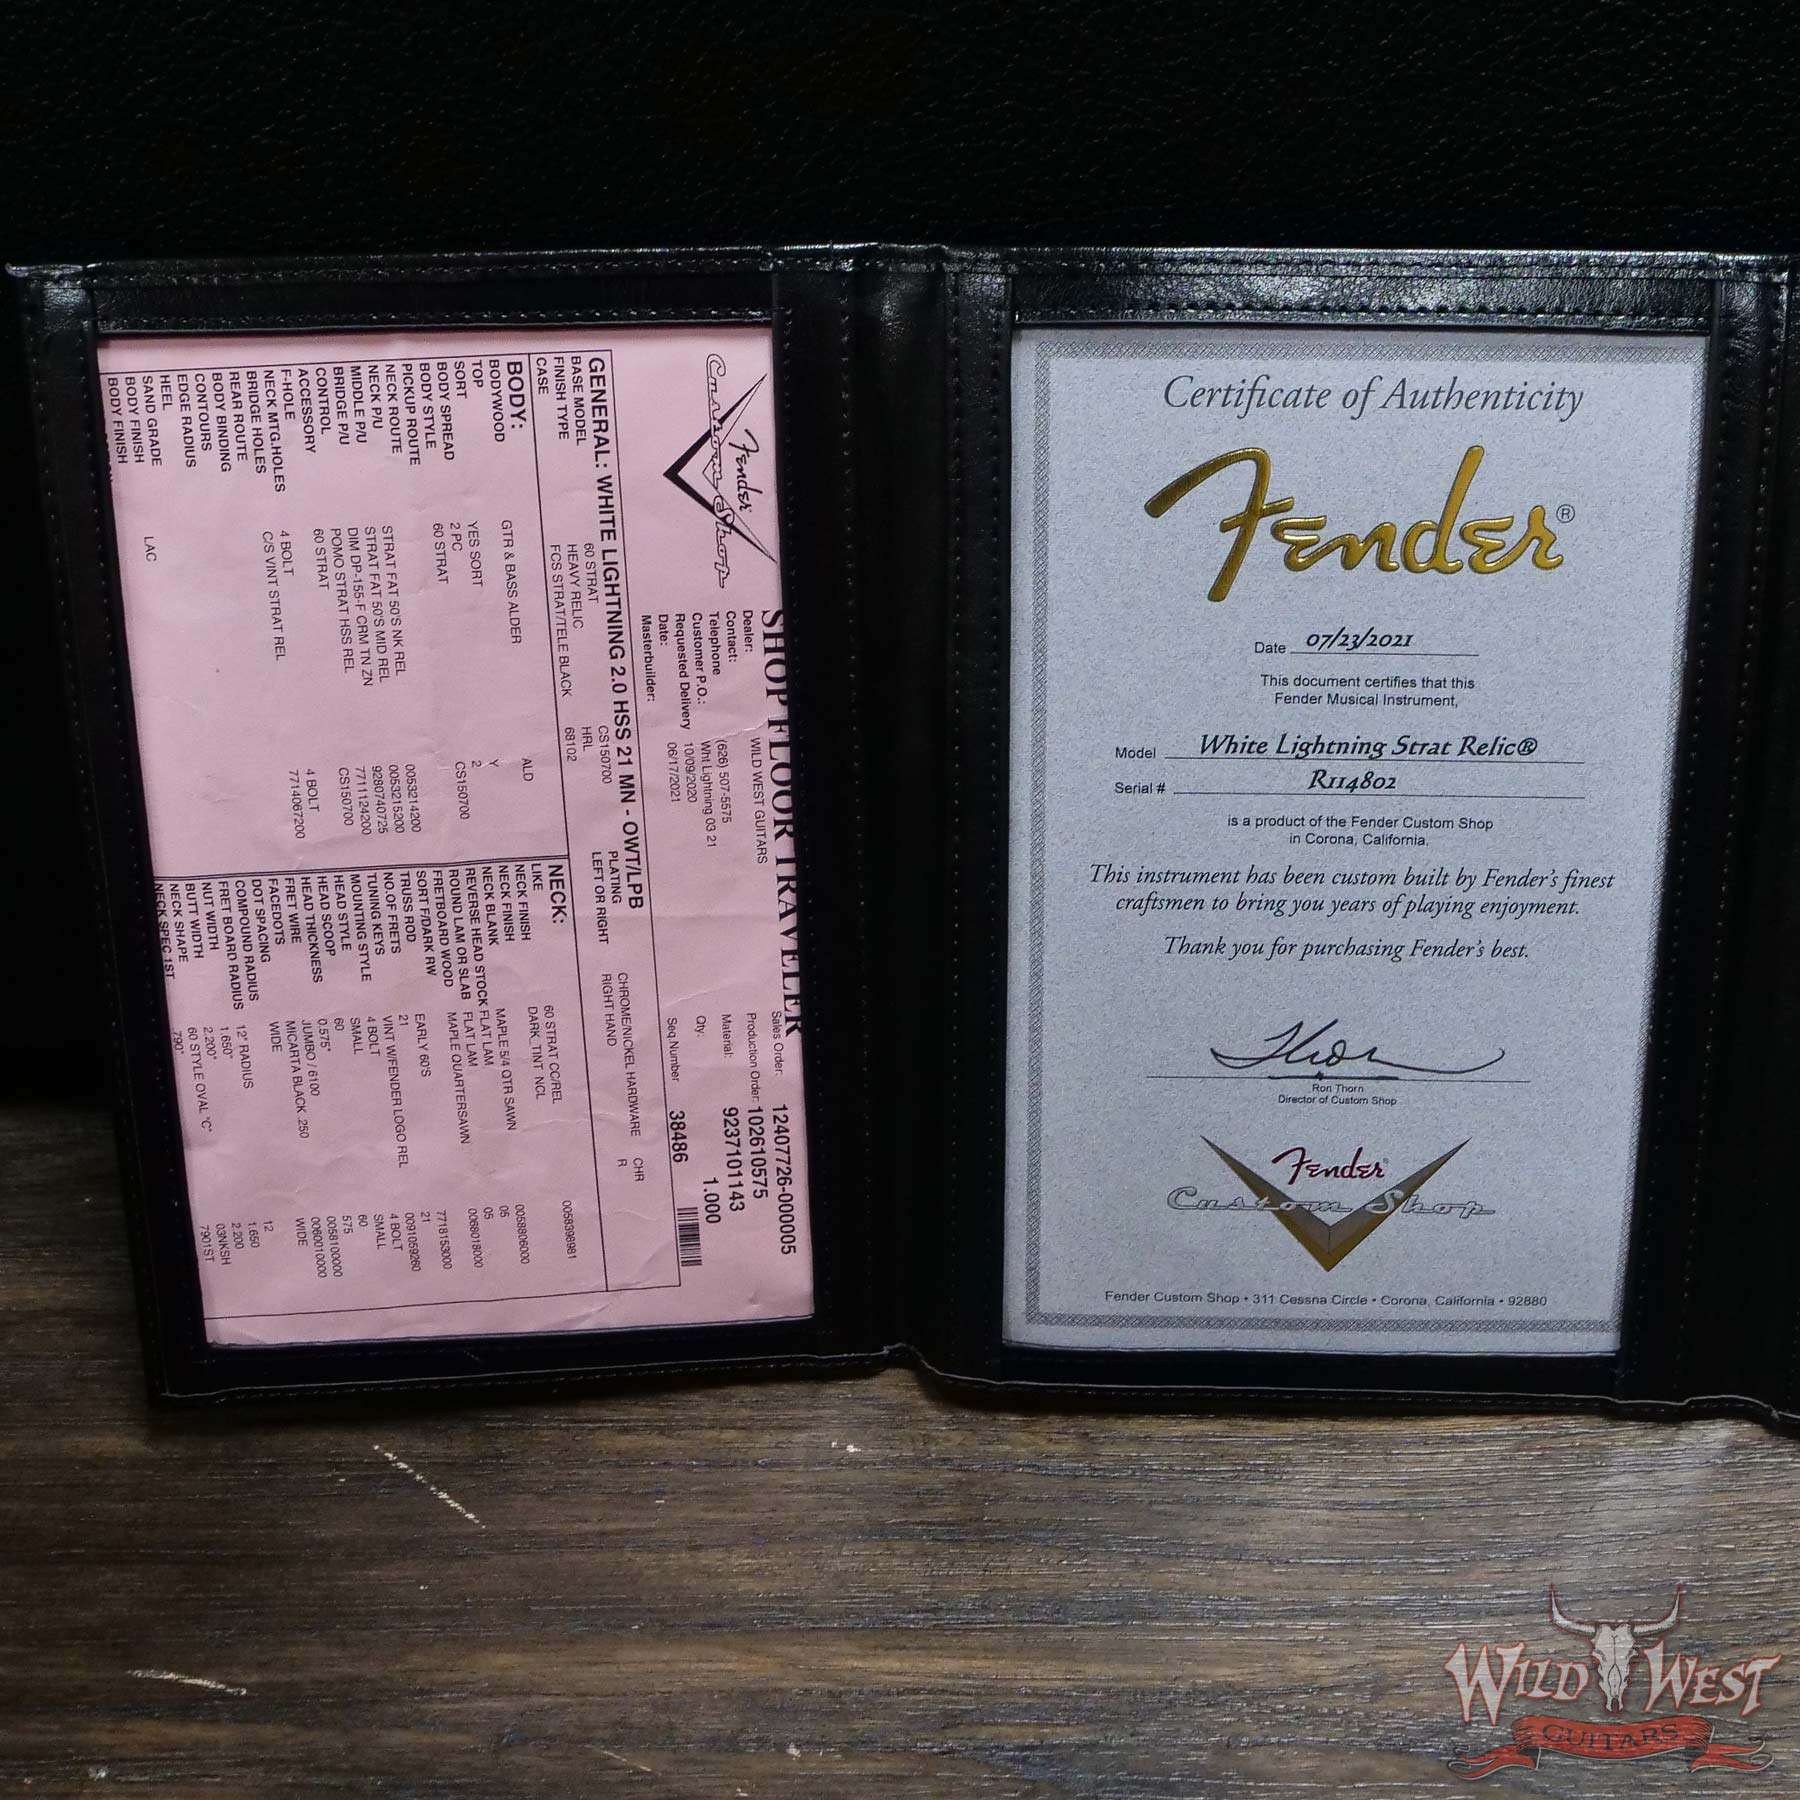 Fender
Custom Shop
SHOP FLOOR TRAVELER
Dealer: WILD WEST GUITARS
Contact:
Telephone (626) 507-5575
Customer P.O.: Wht Lightning 03 21
Requested Delivery 10/09/2020
Date: 06/17/2021
Masterbuilder:
Sales Order: 12407726-000005
Production Order: 102610575
Material: 9237101143
Qty: 1.000
Seq.Number 38486
GENERAL: WHITE LIGHTNING 2.0 HSS 21 MN - OWT/LPB
BASE MODEL 60 STRAT CS150700
FINISH TYPE HEAVY RELIC HRL
CASE FCS STRAT/TELE BLACK 68102
PLATING CHROME/NICKEL HARDWARE CHR
LEFT OR RIGHT RIGHT HAND R
BODY:
BODYWOOD GTR & BASS ALDER ALD
TOP
SORT YES SORT Y
BODY SPREAD 2 PC 2
BODY STYLE 60 STRAT CS150700
PICKUP ROUTE
NECK ROUTE
NECK P/U STRAT FAT 50'S NK REL 0053214200
MIDDLE P/U STRAT FAT 50'S MID REL 0053215200
BRIDGE P/U DIM DP-155-F CRM TN ZN 9280740725
CONTROL POMO STRAT HSR REL 7711124200
ACCESSORY 60 STRAT CS150700
F-HOLE
NECK MTG.HOLES 4 BOLT 4 BOLT
BRIDGE HOLES C/S VINT STRAT REL 7714067200
REAR ROUTE
BODY BINDING
CONTOURS
EDGE RADIUS
HEEL
SAND GRADE
BODY FINISH LAC
BODY FINISH
NECK:
LIKE 60 STRAT CC/REL 0058398981
NECK FINISH DARK_TINT NCL
NECK FINISH
NECK BLANK MAPLE 5/4 QTR SAWN 0058806000
REVERSE HEAD STOCK FLAT LAM 05
ROUND LAM OR SLAB FLAT LAM 05
FRETBOARD WOOD MAPLE QUARTERSAWN 0068018000
SORT F/DARK RW
TRUSS ROD EARLY 60'S 7718153000
NO.OF FRETS 21 21
TUNING KEYS VINT W/FENDER LOGO REL 0091059260
MOUNTING STYLE 4 BOLT 4 BOLT
HEAD STYLE SMALL SMALL
HEAD SCOOP 60 60
HEAD THICKNESS 0.575" 575
FRET WIRE JUMBO / 6100 0058100000
FACEDOTS MICARTA BLACK .250 0060010000
DOT SPACING WIDE WIDE
COMPOUND RADIUS
FRET BOARD RADIUS 12" RADIUS 12
NUT WIDTH 1.650" 1.650
BUTT WIDTH 2.200" 2.200
NECK SHAPE 60 STYLE OVAL "C" 03NKSH
NECK SPEC 1ST .790" 7901ST
Certificate of Authenticity
Fender®
Date 07/23/2021
This document certifies that this
Fender Musical Instrument,
Model White Lightning Strat Relic®
Serial # R114802
is a product of the Fender Custom Shop
in Corona, California.
This instrument has been custom built by Fender's finest
craftsmen to bring you years of playing enjoyment.
Thank you for purchasing Fender's best.
Ron Thorn
Director of Custom Shop
Fender®
Custom Shop
Fender Custom Shop • 311 Cessna Circle • Corona, California • 92880
WILD WEST
GUITARS